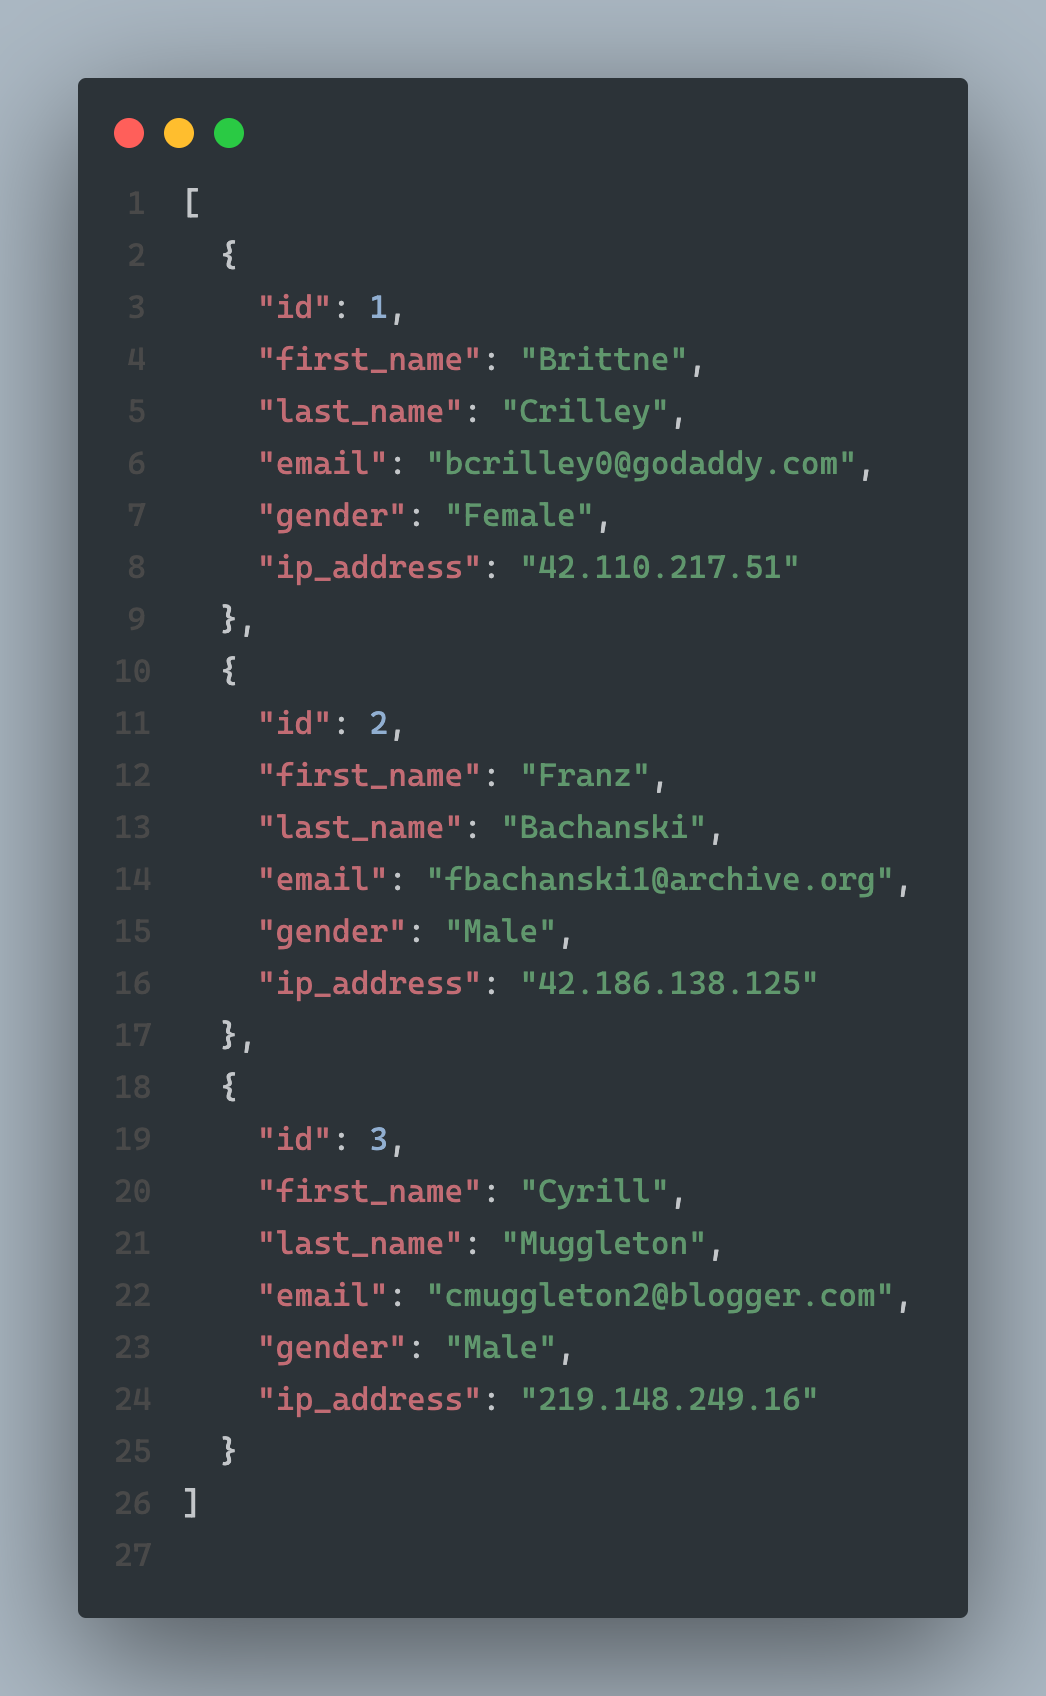 1 [
2   {
3     "id": 1,
4     "first_name": "Brittne",
5     "last_name": "Crilley",
6     "email": "bcrilley0@godaddy.com",
7     "gender": "Female",
8     "ip_address": "42.110.217.51"
9   },
10   {
11     "id": 2,
12     "first_name": "Franz",
13     "last_name": "Bachanski",
14     "email": "fbachanski1@archive.org",
15     "gender": "Male",
16     "ip_address": "42.186.138.125"
17   },
18   {
19     "id": 3,
20     "first_name": "Cyrill",
21     "last_name": "Muggleton",
22     "email": "cmuggleton2@blogger.com",
23     "gender": "Male",
24     "ip_address": "219.148.249.16"
25   }
26 ]
27